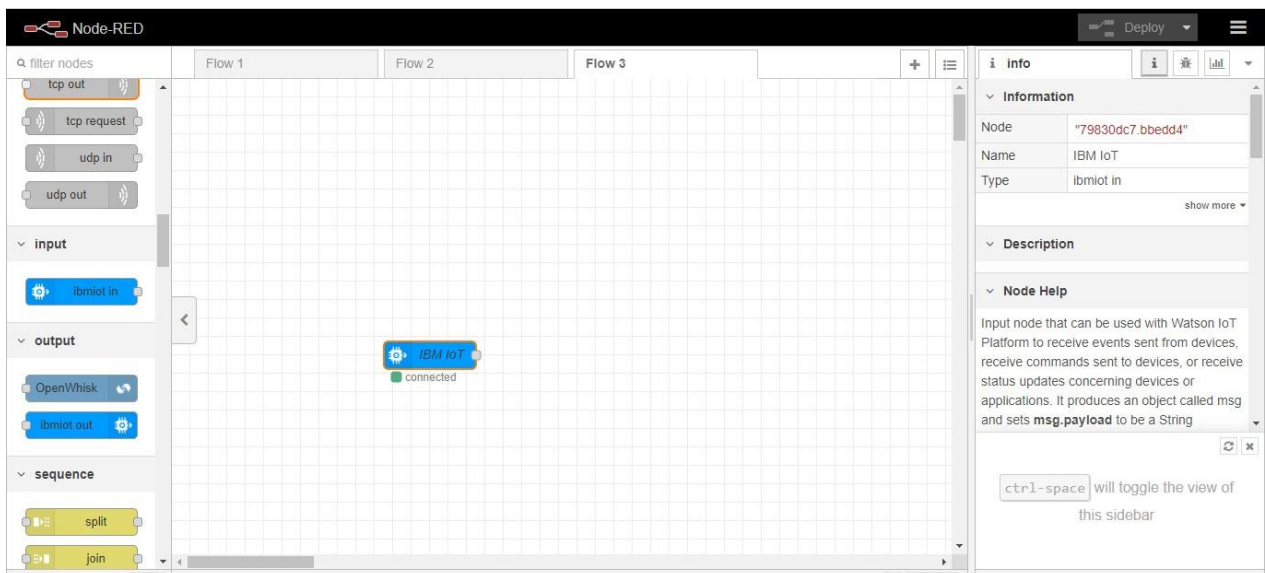 Node-RED
Deploy
filter nodes
tcp out
tcp request
udp in
udp out
input
ibmiot in
output
OpenWhisk
ibmiot out
sequence
split
join
Flow 1
Flow 2
Flow 3
IBM IoT
connected
i info
i
Information
Node "79830dc7.bbedd4"
Name IBM IoT
Type ibmiot in
show more
Description
Node Help
Input node that can be used with Watson IoT
Platform to receive events sent from devices,
receive commands sent to devices, or receive
status updates concerning devices or
applications. It produces an object called msg
and sets msg.payload to be a String
ctrl-space will toggle the view of
this sidebar